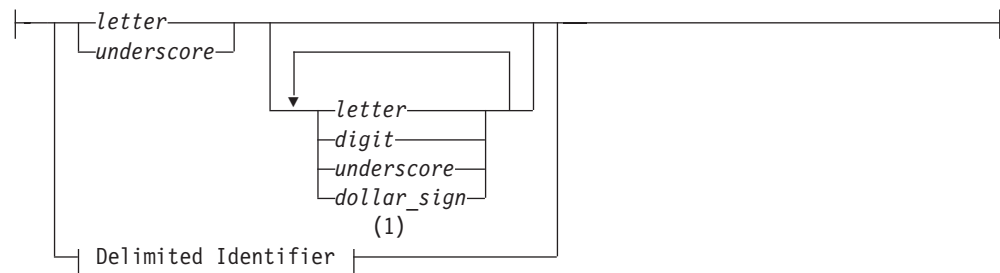 letter
underscore
letter
digit
underscore
dollar_sign
(1)
Delimited Identifier